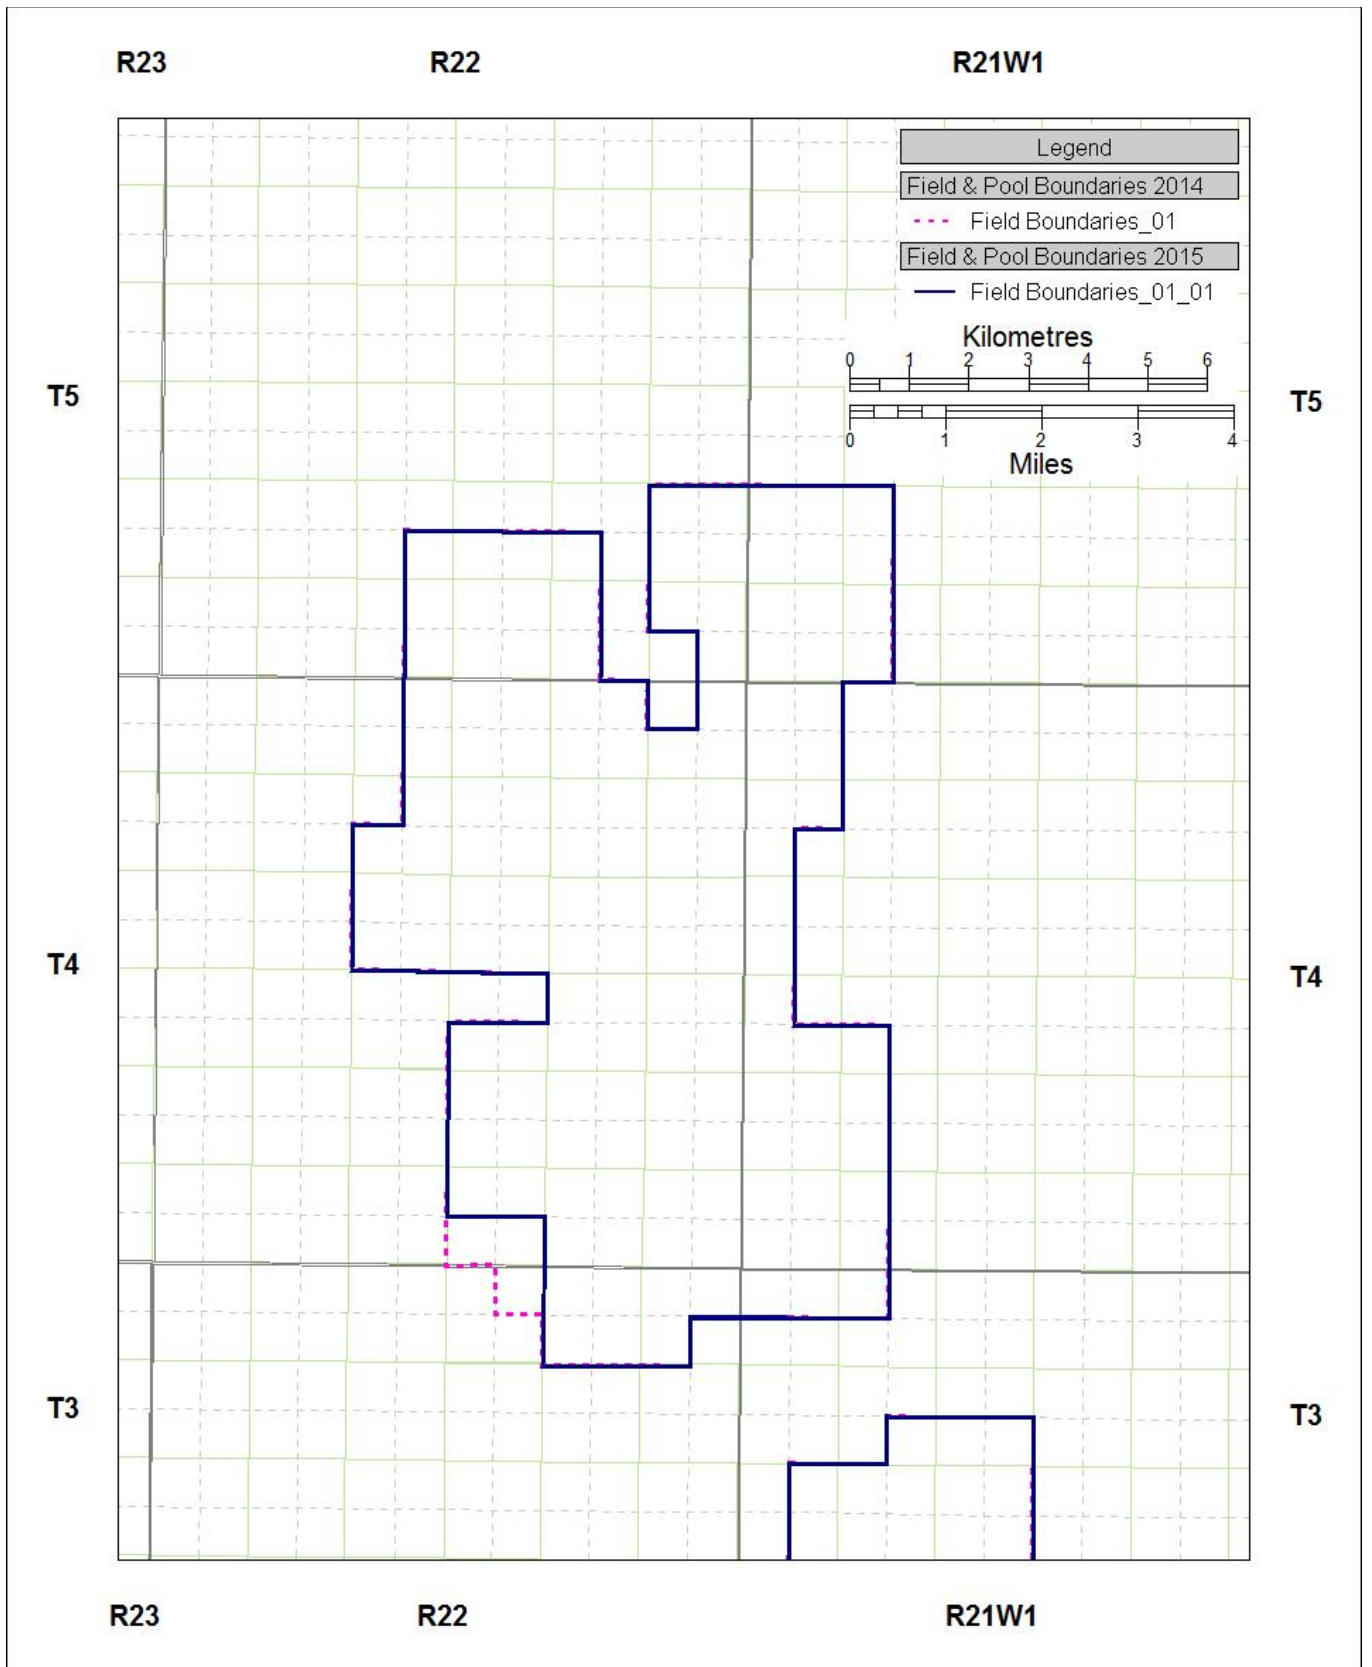 R23 R22 R21W1
Legend
Field & Pool Boundaries 2014
Field Boundaries_01
Field & Pool Boundaries 2015
Field Boundaries_01_01
Kilometres
0 1 2 3 4 5 6
T5 T5
0 1 2 3 4
Miles
T4 T4
T3 T3
R23 R22 R21W1